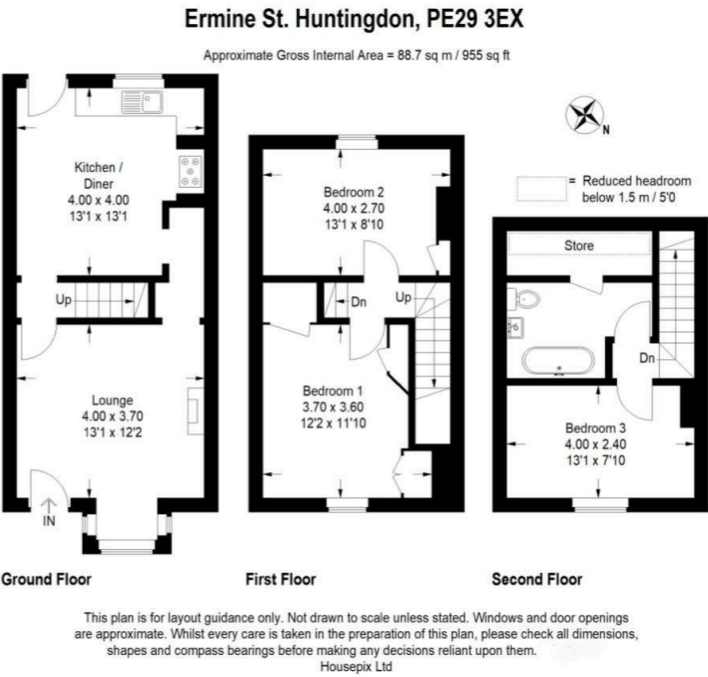 Ermine St. Huntingdon, PE29 3EX
Approximate Gross Internal Area = 88.7 sq m / 955 sq ft
Kitchen /
Diner
4.00 x 4.00
13'1 x 13'1
Up
Lounge
4.00 x 3.70
13'1 x 12'2
IN
Ground Floor
Bedroom 2
4.00 x 2.70
13'1 x 8'10
Dn
Up
Bedroom 1
3.70 x 3.60
12'2 x 11'10
First Floor
N
= Reduced headroom
below 1.5 m / 5'0
Store
Dn
Bedroom 3
4.00 x 2.40
13'1 x 7'10
Second Floor
This plan is for layout guidance only. Not drawn to scale unless stated. Windows and door openings
are approximate. Whilst every care is taken in the preparation of this plan, please check all dimensions,
shapes and compass bearings before making any decisions reliant upon them.
Housepix Ltd